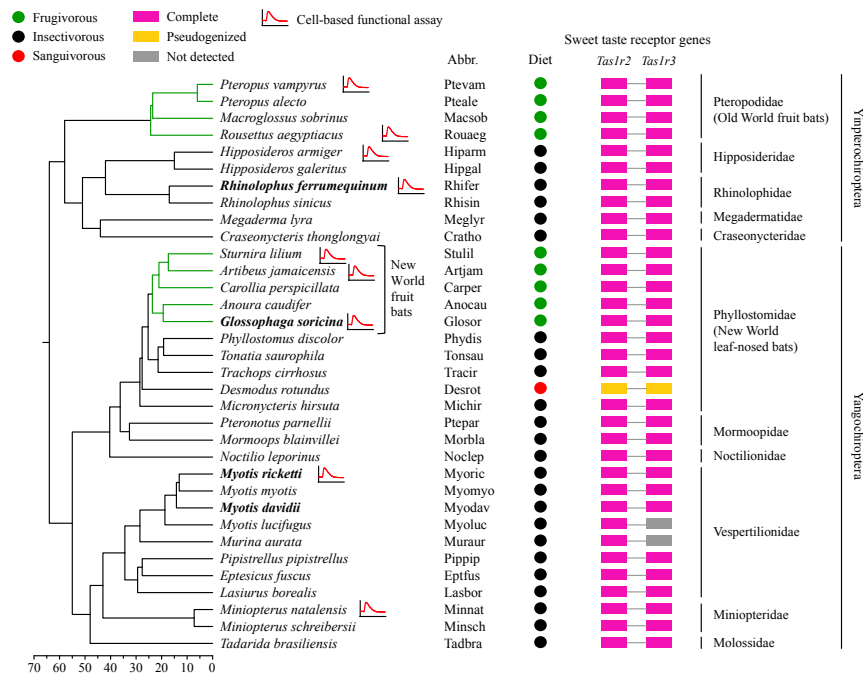 Frugivorous Complete Cell-based functional assay
Insectivorous Pseudogenized
Sanguivorous Not detected
Sweet taste receptor genes
Abbr. Diet Tas1r2 Tas1r3
Pteropus vampyrus Ptevam
Pteropus alecto Pteale
Macroglossus sobrinus Macsob
Rousettus aegyptiacus Rouaeg
Pteropodidae
(Old World fruit bats)
Hipposideros armiger Hiparm
Hipposideros galeritus Hipgal
Hipposideridae
Rhinolophus ferrumequinum Rhifer
Rhinolophus sinicus Rhisin
Rhinolophidae
Megaderma lyra Meglyr Megadermatidae
Craseonycteris thonglongyai Cratho Craseonycteridae
Yinpterochiroptera
Sturnira lilium Stulil
Artibeus jamaicensis Artjam
Carollia perspicillata Carper
Anoura caudifer Anocau
Glossophaga soricina Glosor
New
World
fruit
bats
Phyllostomus discolor Phydis
Tonatia saurophila Tonsau
Trachops cirrhosus Tracir
Desmodus rotundus Desrot
Micronycteris hirsuta Michir
Phyllostomidae
(New World
leaf-nosed bats)
Pteronotus parnellii Ptepar
Mormoops blainvillei Morbla
Mormoopidae
Noctilio leporinus Noclep Noctilionidae
Myotis ricketti Myoric
Myotis myotis Myomyo
Myotis davidii Myodav
Myotis lucifugus Myoluc
Murina aurata Muraur
Pipistrellus pipistrellus Pippip
Eptesicus fuscus Eptfus
Lasiurus borealis Lasbor
Vespertilionidae
Miniopterus natalensis Minnat
Miniopterus schreibersii Minsch
Miniopteridae
Tadarida brasiliensis Tadbra Molossidae
Yangochiroptera
70 60 50 40 30 20 10 0